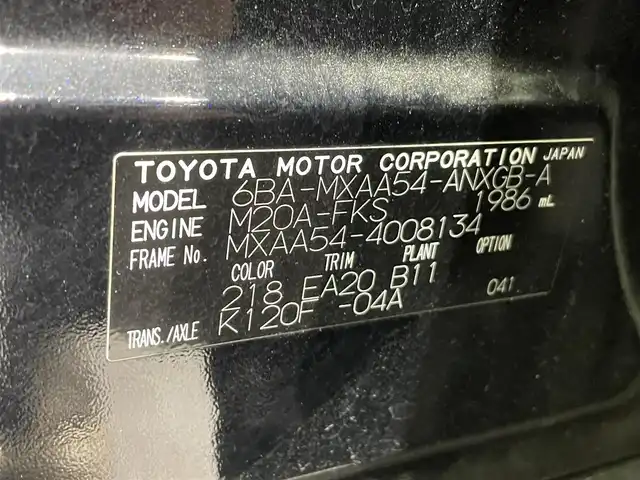 TOYOTA MOTOR CORPORATION JAPAN
MODEL 6BA-MXAA54-ANXGB-A
ENGINE M20A-FKS 1986 mL
FRAME No. MXAA54-4008134
COLOR TRIM PLANT OPTION
218 EA20 B11 041
TRANS./AXLE K120F -04A